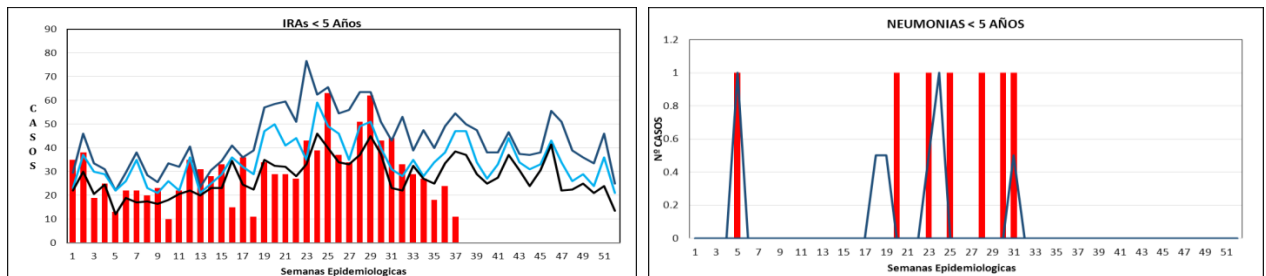 IRAs < 5 Años
90
80
70
60
50
40
30
20
10
0
CASOS
1 3 5 7 9 11 13 15 17 19 21 23 25 27 29 31 33 35 37 39 41 43 45 47 49 51
Semanas Epidemiologicas
NEUMONIAS < 5 AÑOS
1.2
1
0.8
0.6
0.4
0.2
0
Nº CASOS
1 3 5 7 9 11 13 15 17 19 21 23 25 27 29 31 33 35 37 39 41 43 45 47 49 51
Semanas Epidemiologicas